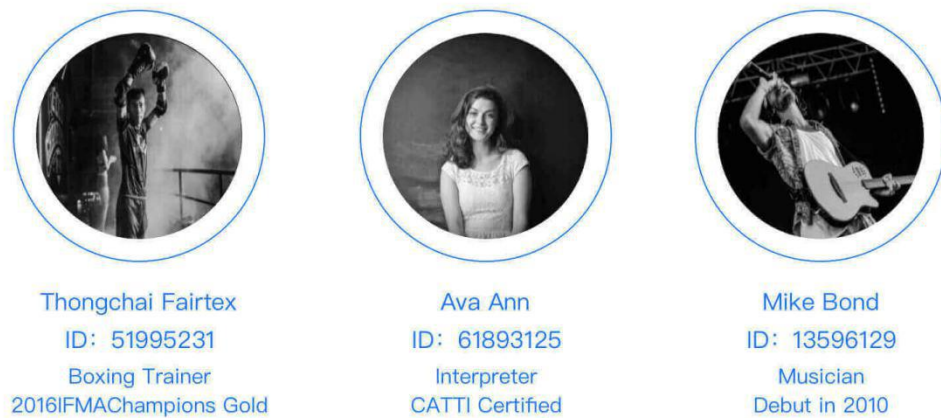 Thongchai Fairtex
ID：51995231
Boxing Trainer
2016IFMAChampions Gold
Ava Ann
ID：61893125
Interpreter
CATTI Certified
Mike Bond
ID：13596129
Musician
Debut in 2010